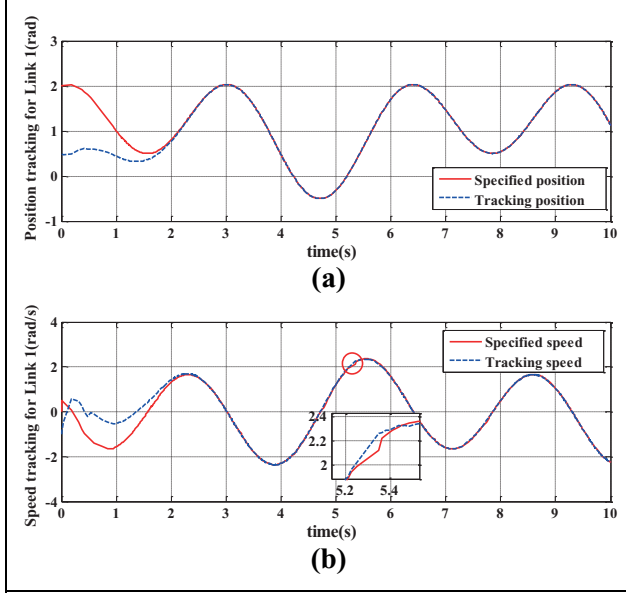 3
2
1
0
-1
0 1 2 3 4 5 6 7 8 9 10
Position tracking for Link 1(rad)
Specified position
Tracking position
time(s)
(a)
4
2
0
-2
-4
0 1 2 3 4 5 6 7 8 9 10
Speed tracking for Link 1(rad/s)
Specified speed
Tracking speed
2.4
2.2
2
5.2 5.4
time(s)
(b)